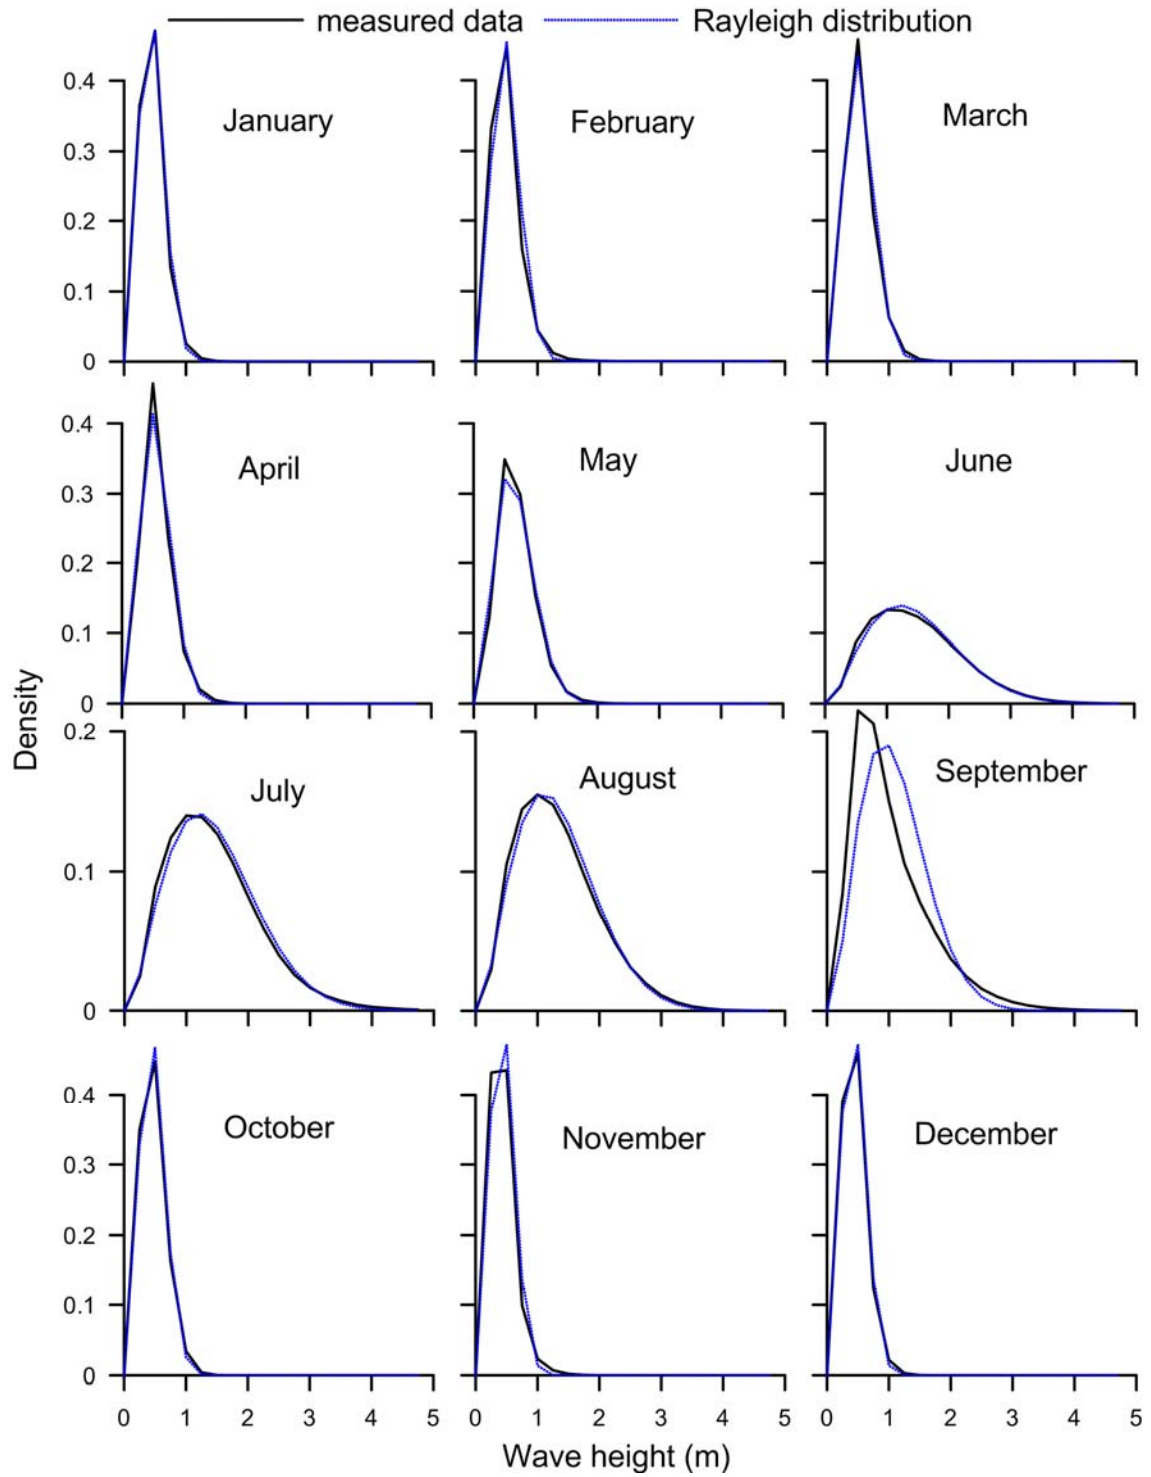 measured data Rayleigh distribution
0.4 January February March
0.3
0.2
0.1
0
0.4 April May June
0.3
0.2
0.1
0
Density
0.2 July August September
0.1
0
0.4 October November December
0.3
0.2
0.1
0
0 1 2 3 4 5 0 1 2 3 4 5 0 1 2 3 4 5
Wave height (m)